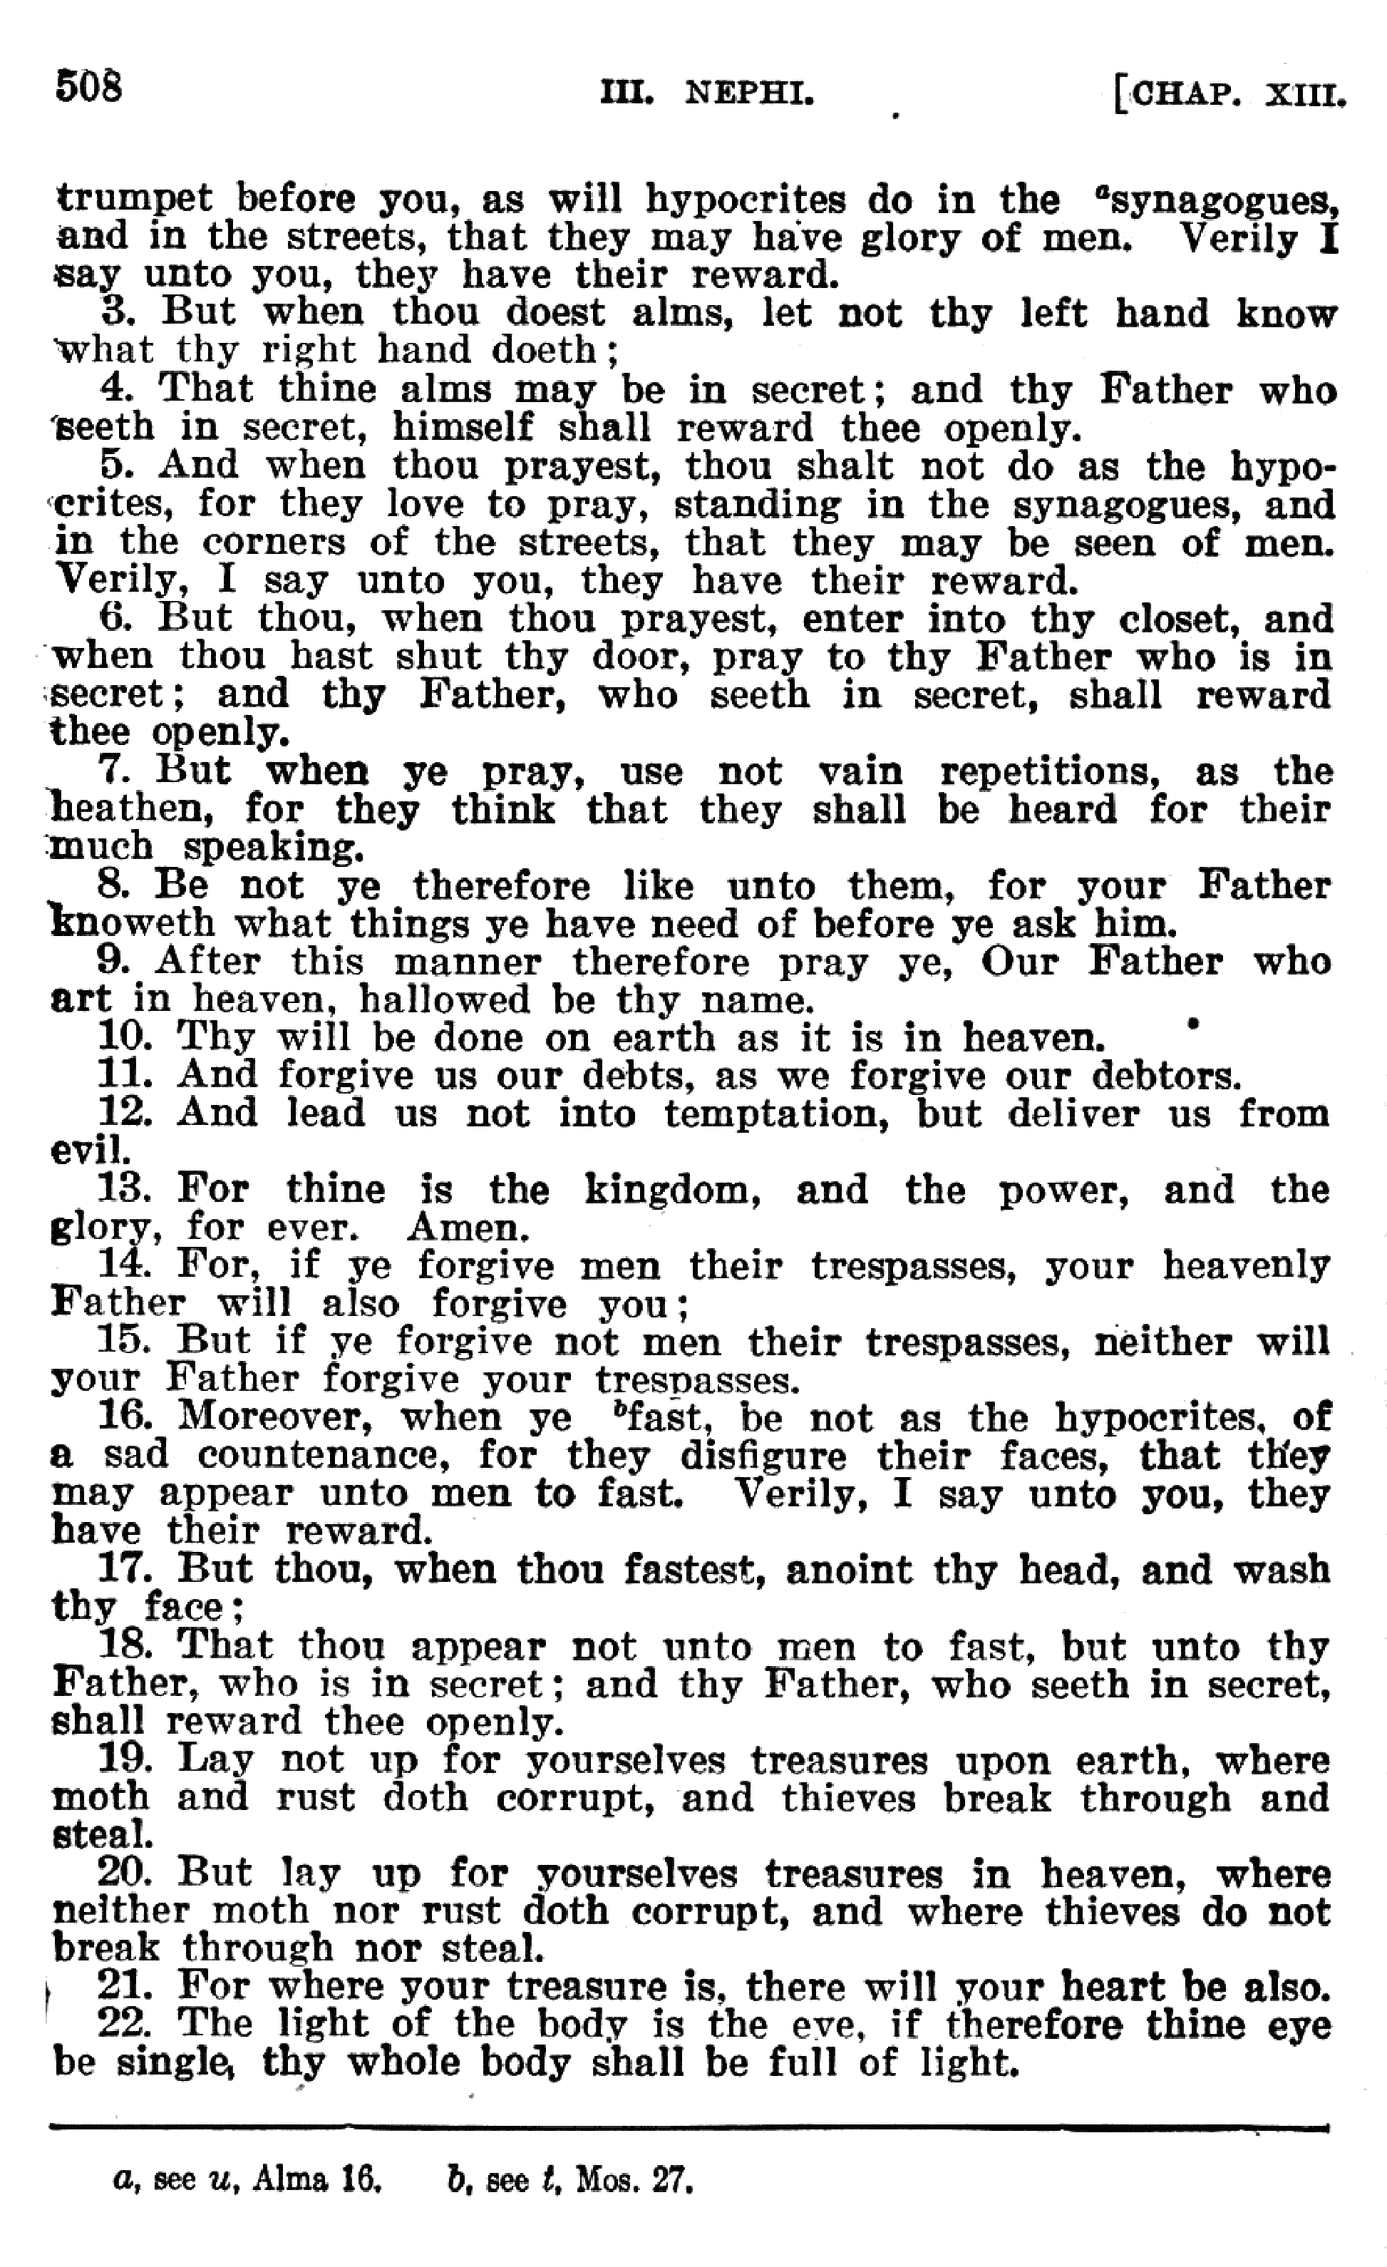 508 III. NEPHI. [CHAP. XIII.
trumpet before you, as will hypocrites do in the ᵃsynagogues,
and in the streets, that they may have glory of men. Verily I
say unto you, they have their reward.
3. But when thou doest alms, let not thy left hand know
what thy right hand doeth;
4. That thine alms may be in secret; and thy Father who
seeth in secret, himself shall reward thee openly.
5. And when thou prayest, thou shalt not do as the hypo-
crites, for they love to pray, standing in the synagogues, and
in the corners of the streets, that they may be seen of men.
Verily, I say unto you, they have their reward.
6. But thou, when thou prayest, enter into thy closet, and
when thou hast shut thy door, pray to thy Father who is in
secret; and thy Father, who seeth in secret, shall reward
thee openly.
7. But when ye pray, use not vain repetitions, as the
heathen, for they think that they shall be heard for their
much speaking.
8. Be not ye therefore like unto them, for your Father
knoweth what things ye have need of before ye ask him.
9. After this manner therefore pray ye, Our Father who
art in heaven, hallowed be thy name.
10. Thy will be done on earth as it is in heaven.
11. And forgive us our debts, as we forgive our debtors.
12. And lead us not into temptation, but deliver us from
evil.
13. For thine is the kingdom, and the power, and the
glory, for ever. Amen.
14. For, if ye forgive men their trespasses, your heavenly
Father will also forgive you;
15. But if ye forgive not men their trespasses, neither will
your Father forgive your trespasses.
16. Moreover, when ye ᵇfast, be not as the hypocrites, of
a sad countenance, for they disfigure their faces, that they
may appear unto men to fast. Verily, I say unto you, they
have their reward.
17. But thou, when thou fastest, anoint thy head, and wash
thy face;
18. That thou appear not unto men to fast, but unto thy
Father, who is in secret; and thy Father, who seeth in secret,
shall reward thee openly.
19. Lay not up for yourselves treasures upon earth, where
moth and rust doth corrupt, and thieves break through and
steal.
20. But lay up for yourselves treasures in heaven, where
neither moth nor rust doth corrupt, and where thieves do not
break through nor steal.
21. For where your treasure is, there will your heart be also.
22. The light of the body is the eye, if therefore thine eye
be single, thy whole body shall be full of light.
a, see u, Alma 16. b, see t, Mos. 27.